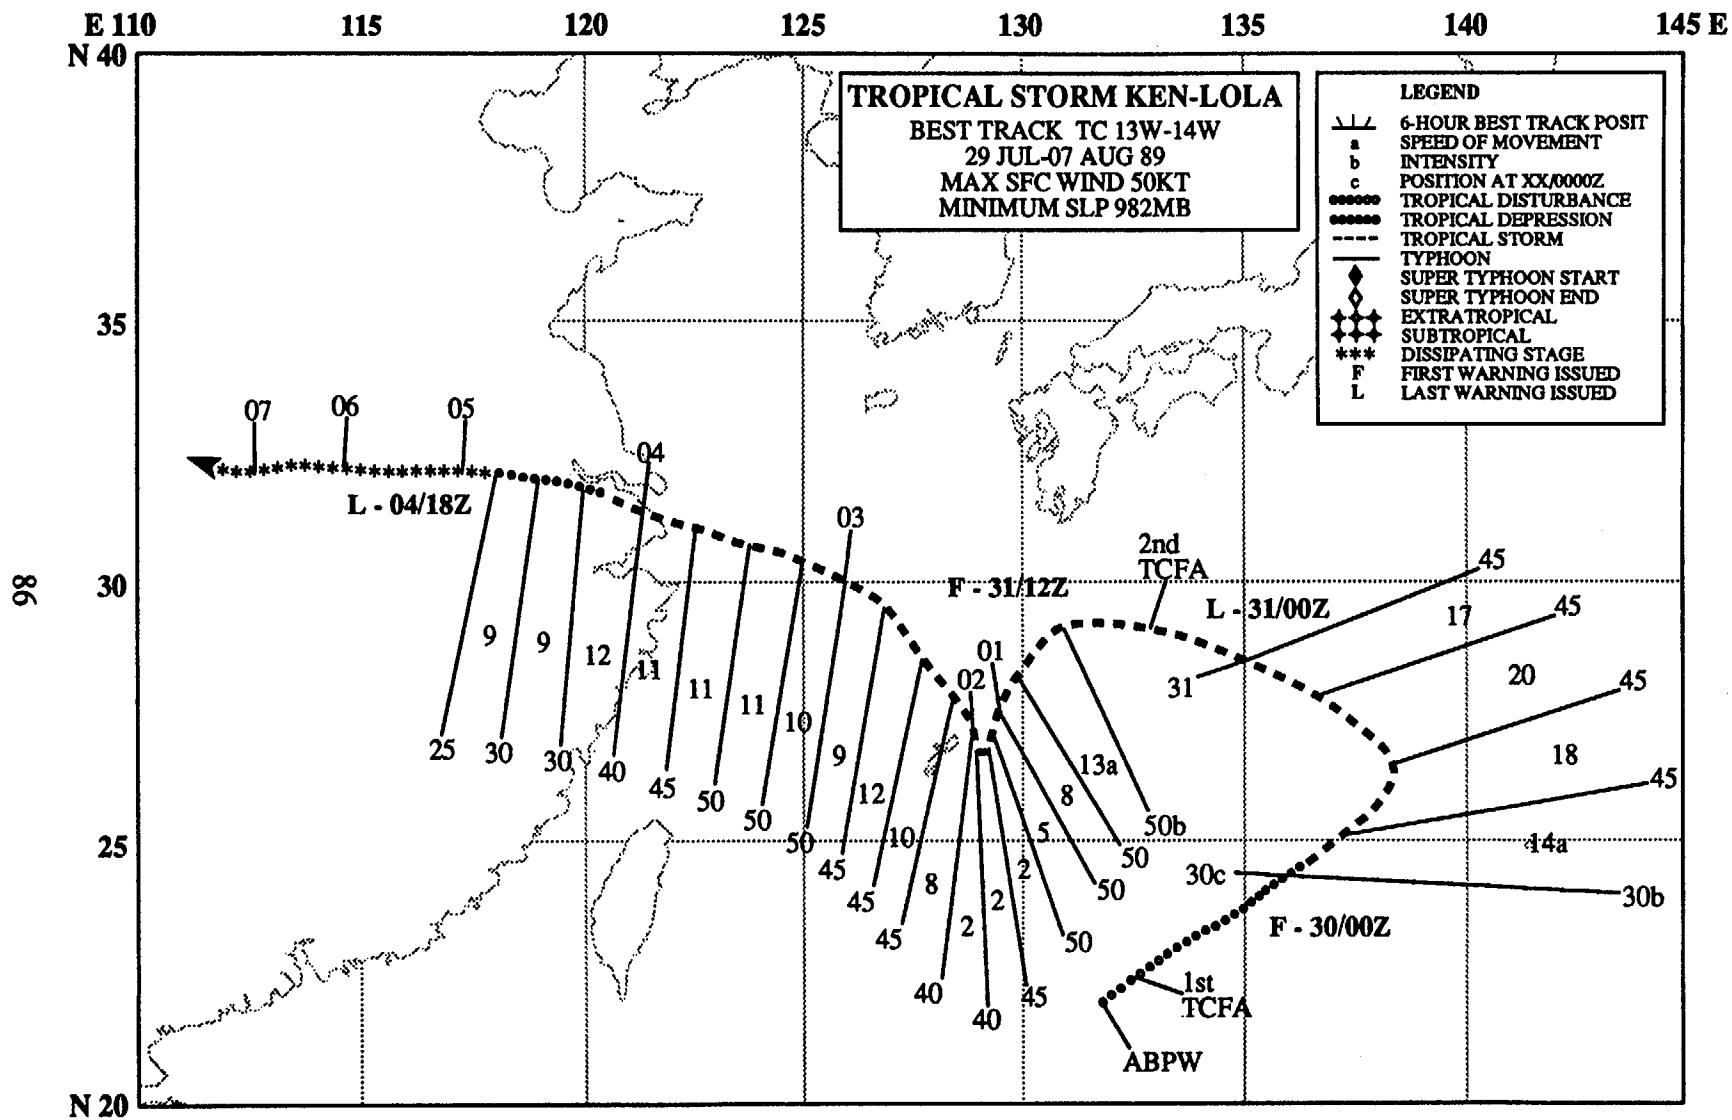 E 110 115 120 125 130 135 140 145 E
N 40
TROPICAL STORM KEN-LOLA
BEST TRACK TC 13W-14W
29 JUL-07 AUG 89
MAX SFC WIND 50KT
MINIMUM SLP 982MB
LEGEND
6-HOUR BEST TRACK POSIT
a SPEED OF MOVEMENT
b INTENSITY
c POSITION AT XX/0000Z
TROPICAL DISTURBANCE
TROPICAL DEPRESSION
TROPICAL STORM
TYPHOON
SUPER TYPHOON START
SUPER TYPHOON END
EXTRATROPICAL
SUBTROPICAL
*** DISSIPATING STAGE
F FIRST WARNING ISSUED
L LAST WARNING ISSUED
35
07 06 05
04
L - 04/18Z
03
2nd
TCFA
30
F - 31/12Z
L - 31/00Z
45
17
45
01
02
31
20
45
9 9 12 11 11 11 10 9 12 10 8 2 2 2 5 8 13a
18
45
25 30 30 40 45 50 50 50 45 45 45 40 40 45 50 50 50 50b
25
14a
30c
30b
F - 30/00Z
1st
TCFA
ABPW
N 20
98